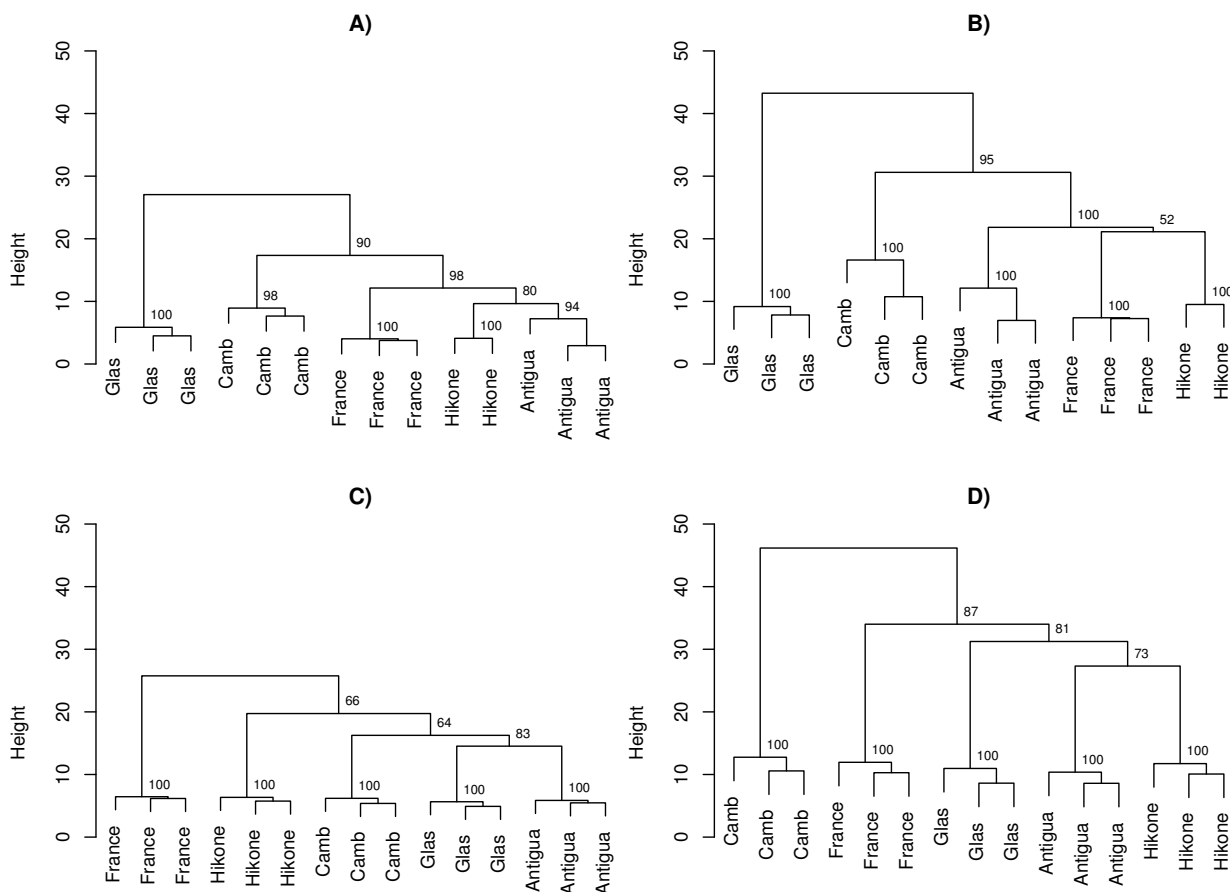 A)
50
40
30
20
10
0
Height
90
98
80
94
100
98
100
100
Glas
Glas
Glas
Camb
Camb
Camb
France
France
France
Hikone
Hikone
Antigua
Antigua
Antigua
B)
50
40
30
20
10
0
Height
95
100
52
100
100
100
100
100
Glas
Glas
Glas
Camb
Camb
Camb
Antigua
Antigua
Antigua
France
France
France
Hikone
Hikone
C)
50
40
30
20
10
0
Height
66
64
83
100
100
100
100
100
France
France
France
Hikone
Hikone
Hikone
Camb
Camb
Camb
Glas
Glas
Glas
Antigua
Antigua
Antigua
D)
50
40
30
20
10
0
Height
87
81
73
100
100
100
100
100
Camb
Camb
Camb
France
France
France
Glas
Glas
Glas
Antigua
Antigua
Antigua
Hikone
Hikone
Hikone